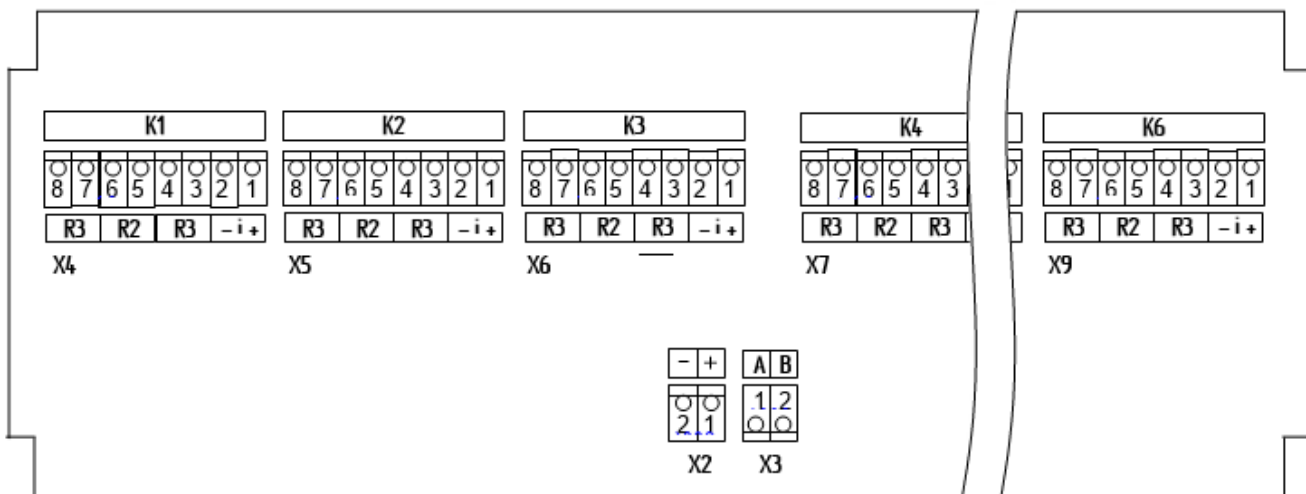 K1 K2 K3 K4 K6
8 7 6 5 4 3 2 1 8 7 6 5 4 3 2 1 8 7 6 5 4 3 2 1 8 7 6 5 4 3 1 8 7 6 5 4 3 2 1
R3 R2 R3 - i + R3 R2 R3 - i + R3 R2 R3 - i + R3 R2 R3 R3 R2 R3 - i +
X4 X5 X6 X7 X9
- + A B
2 1 1 2
X2 X3